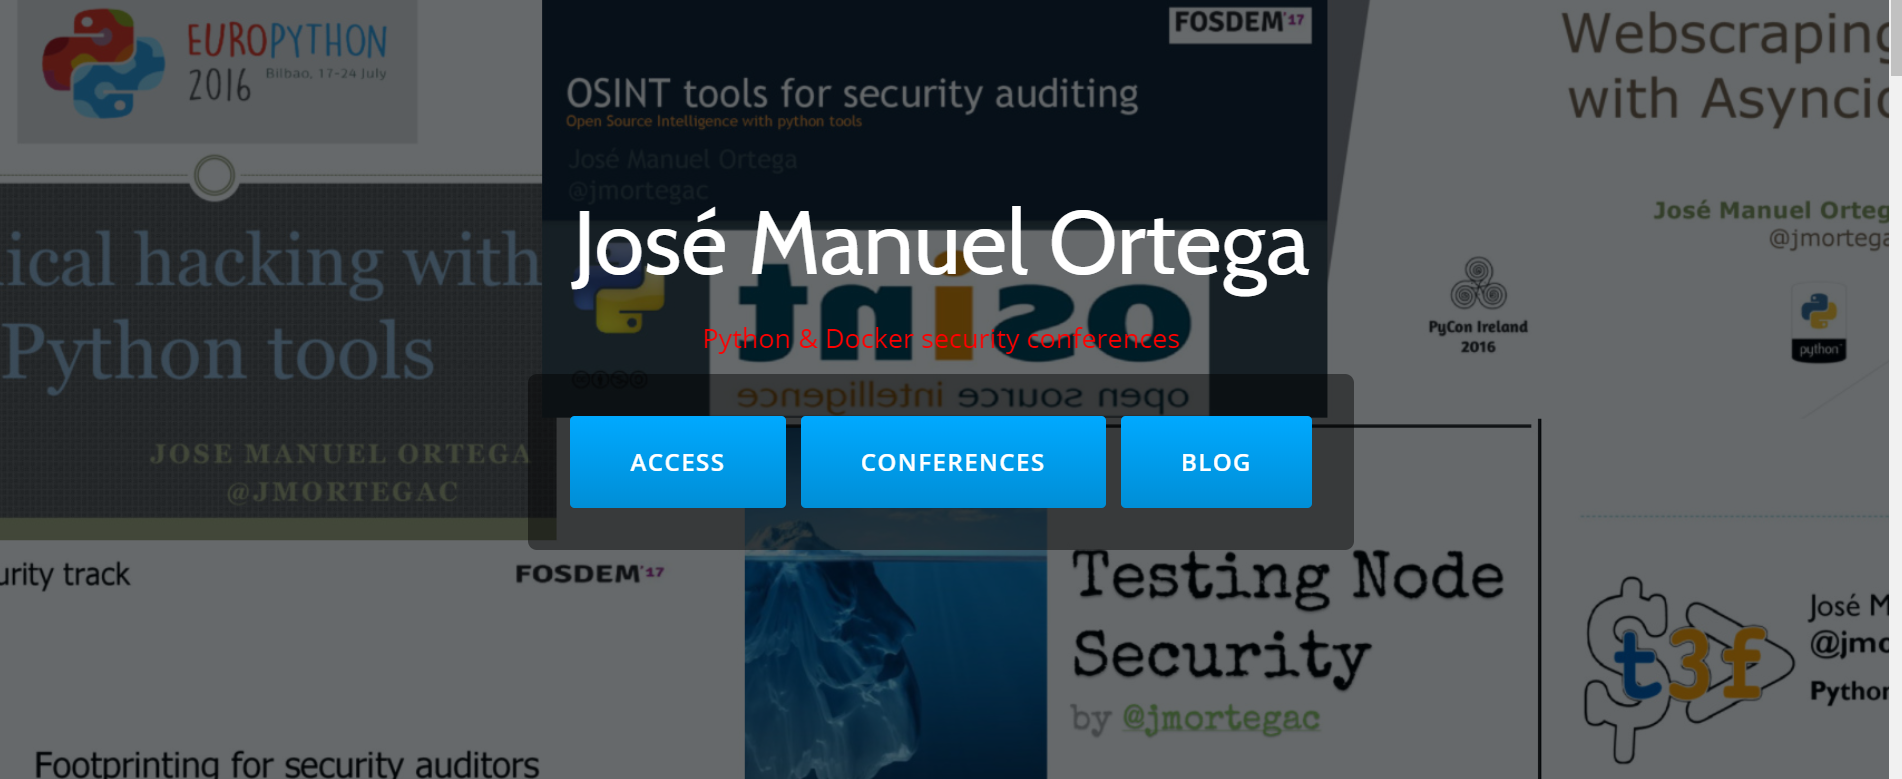 EUROPYTHON
2016 Bilbao, 17-24 July
ical hacking with
Python tools
JOSE MANUEL ORTEGA
@JMORTEGAC
FOSDEM'17
OSINT tools for security auditing
Open Source Intelligence with python tools
José Manuel Ortega
@jmortegac
Webscraping
with Asyncio
José Manuel Orteg
@jmortega
PyCon Ireland
2016
python
José Manuel Ortega
Python & Docker security conferences
osint
open source intelligence
ACCESS
CONFERENCES
BLOG
urity track
FOSDEM'17
Footprinting for security auditors
Testing Node
Security
by @jmortegac
t3f
José M
@jmo
Python